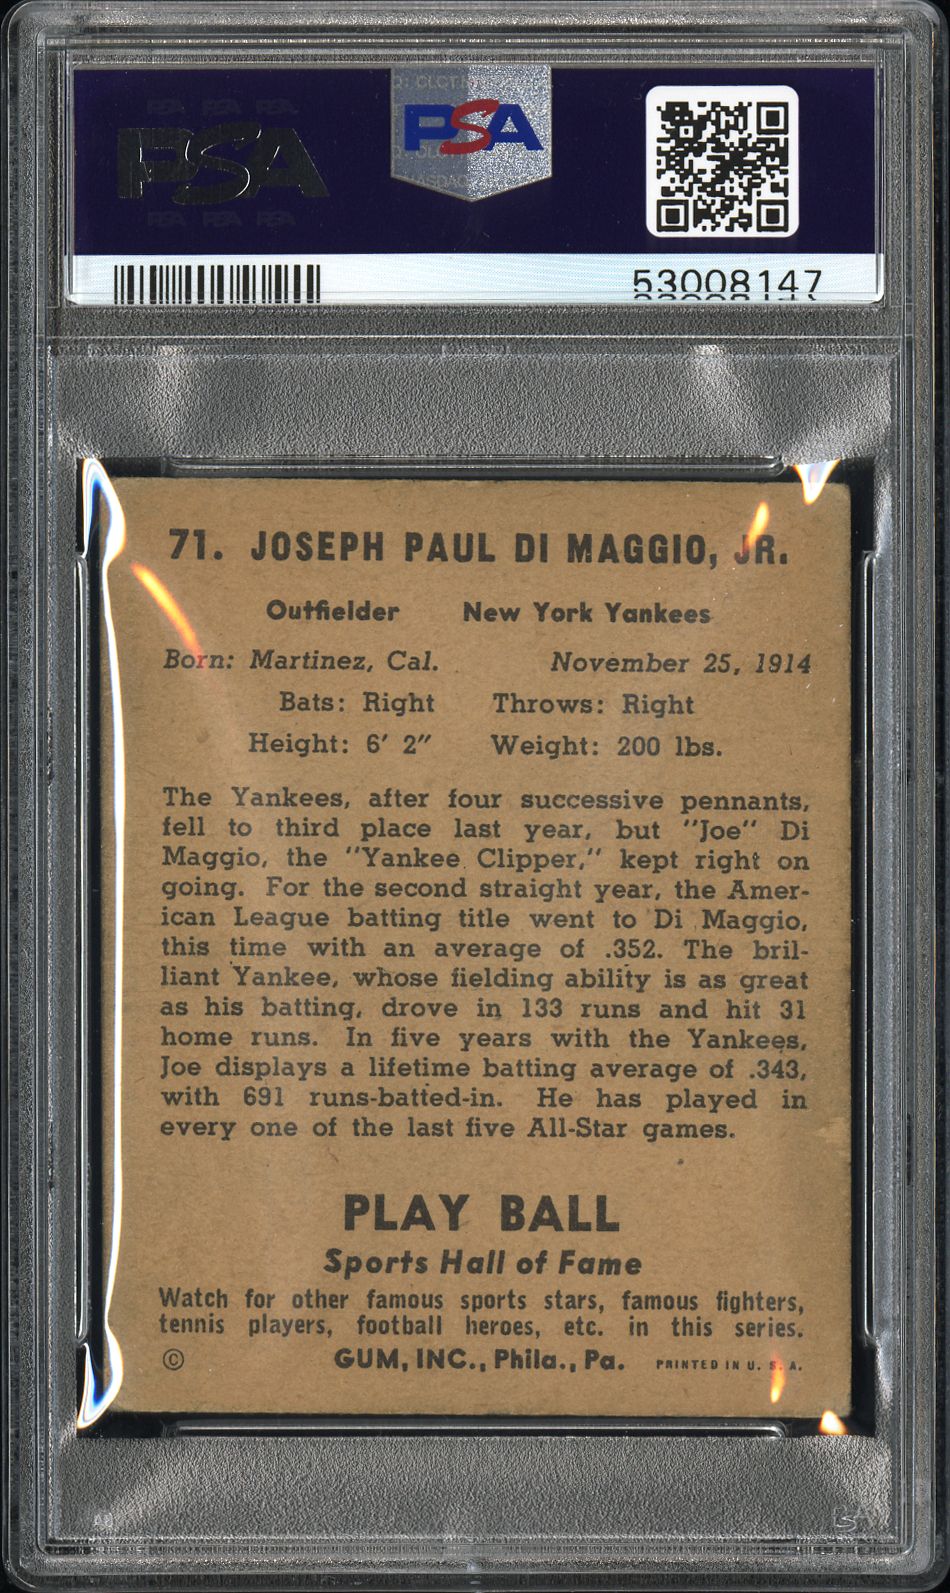 PSA
PSA
53008147
71. JOSEPH PAUL DI MAGGIO, JR.
Outfielder New York Yankees
Born: Martinez, Cal. November 25, 1914
Bats: Right Throws: Right
Height: 6' 2" Weight: 200 lbs.
The Yankees, after four successive pennants,
fell to third place last year, but "Joe" Di
Maggio, the "Yankee Clipper," kept right on
going. For the second straight year, the Amer-
ican League batting title went to Di Maggio,
this time with an average of .352. The bril-
liant Yankee, whose fielding ability is as great
as his batting, drove in 133 runs and hit 31
home runs. In five years with the Yankees,
Joe displays a lifetime batting average of .343,
with 691 runs-batted-in. He has played in
every one of the last five All-Star games.
PLAY BALL
Sports Hall of Fame
Watch for other famous sports stars, famous fighters,
tennis players, football heroes, etc. in this series.
© GUM, INC., Phila., Pa. PRINTED IN U. S. A.